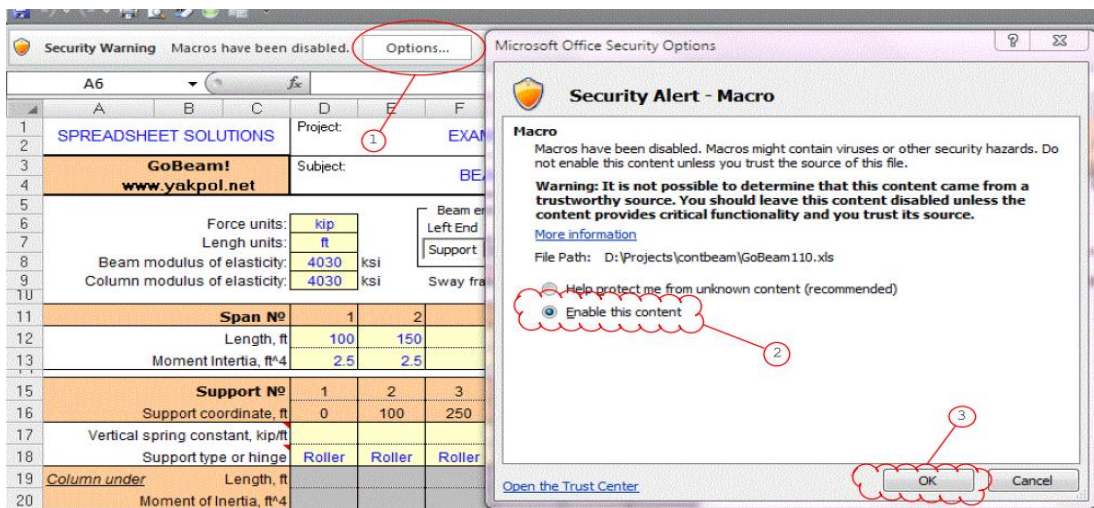 Security Warning Macros have been disabled. Options...
A6 fx
A B C D E F
1 SPREADSHEET SOLUTIONS Project:
2
3 GoBeam! Subject:
4 www.yakpol.net
5
6 Force units: kip Left End
7 Lengh units: ft
8 Beam modulus of elasticity: 4030 ksi Support
9 Column modulus of elasticity: 4030 ksi
10
11 Span № 1 2
12 Length, ft 100 150
13 Moment Intertia, ft^4 2.5 2.5
15 Support № 1 2 3
16 Support coordinate, ft 0 100 250
17 Vertical spring constant, kip/ft
18 Support type or hinge Roller Roller Roller
19 Column under Length, ft
20 Moment of Inertia, ft^4
1
Microsoft Office Security Options
Security Alert - Macro
Macro
Macros have been disabled. Macros might contain viruses or other security hazards. Do
not enable this content unless you trust the source of this file.
Warning: It is not possible to determine that this content came from a
trustworthy source. You should leave this content disabled unless the
content provides critical functionality and you trust its source.
More information
File Path: D:\Projects\contbeam\GoBeam110.xls
Help protect me from unknown content (recommended)
Enable this content
2
3
Open the Trust Center OK Cancel